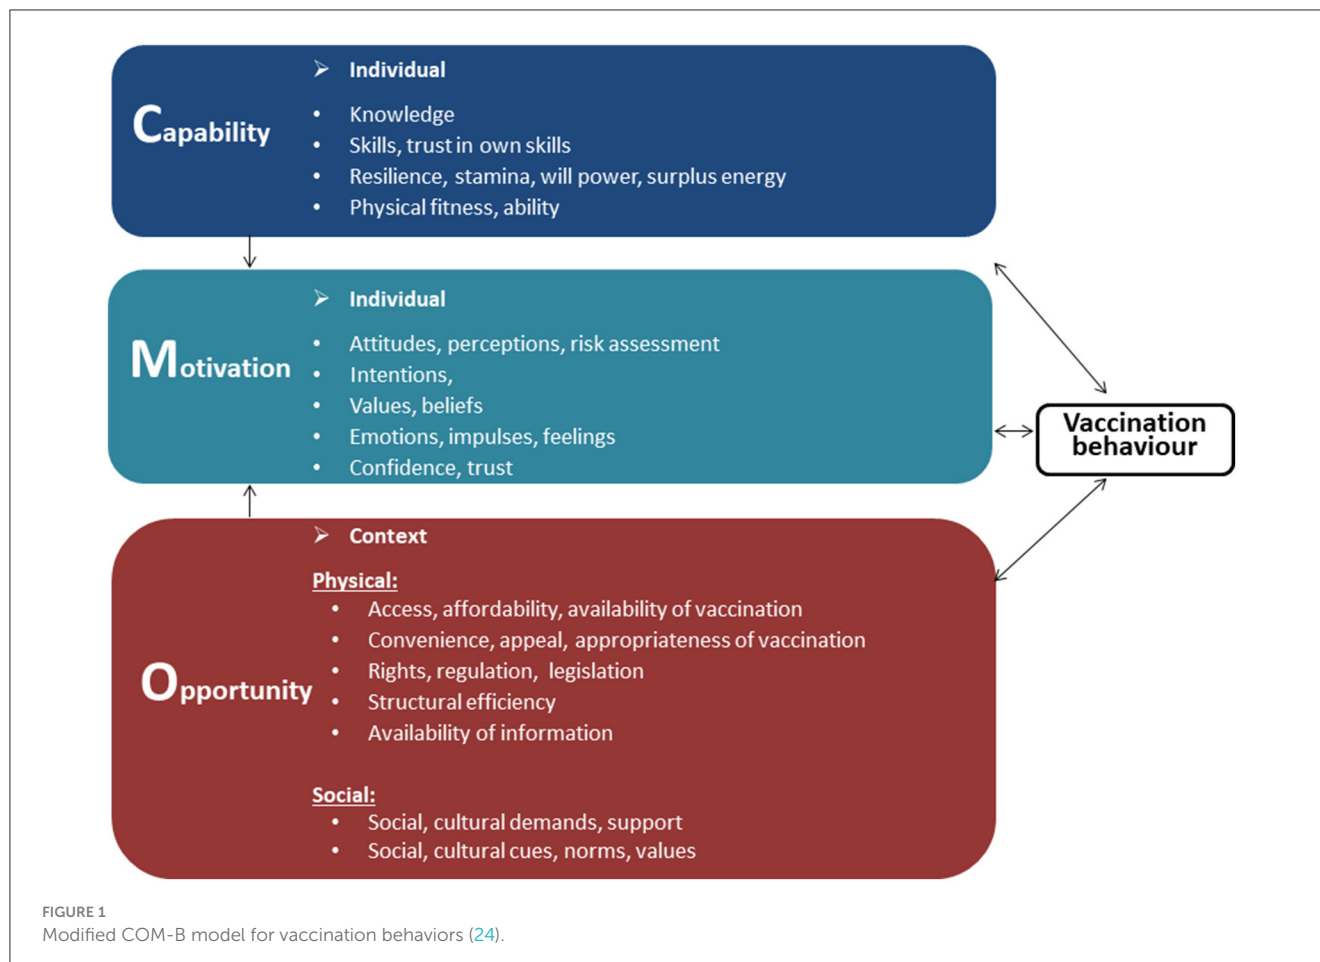 Capability
➢ Individual
• Knowledge
• Skills, trust in own skills
• Resilience, stamina, will power, surplus energy
• Physical fitness, ability
Motivation
➢ Individual
• Attitudes, perceptions, risk assessment
• Intentions,
• Values, beliefs
• Emotions, impulses, feelings
• Confidence, trust
Opportunity
➢ Context
Physical:
• Access, affordability, availability of vaccination
• Convenience, appeal, appropriateness of vaccination
• Rights, regulation, legislation
• Structural efficiency
• Availability of information
Social:
• Social, cultural demands, support
• Social, cultural cues, norms, values
Vaccination
behaviour
FIGURE 1
Modified COM-B model for vaccination behaviors (24).